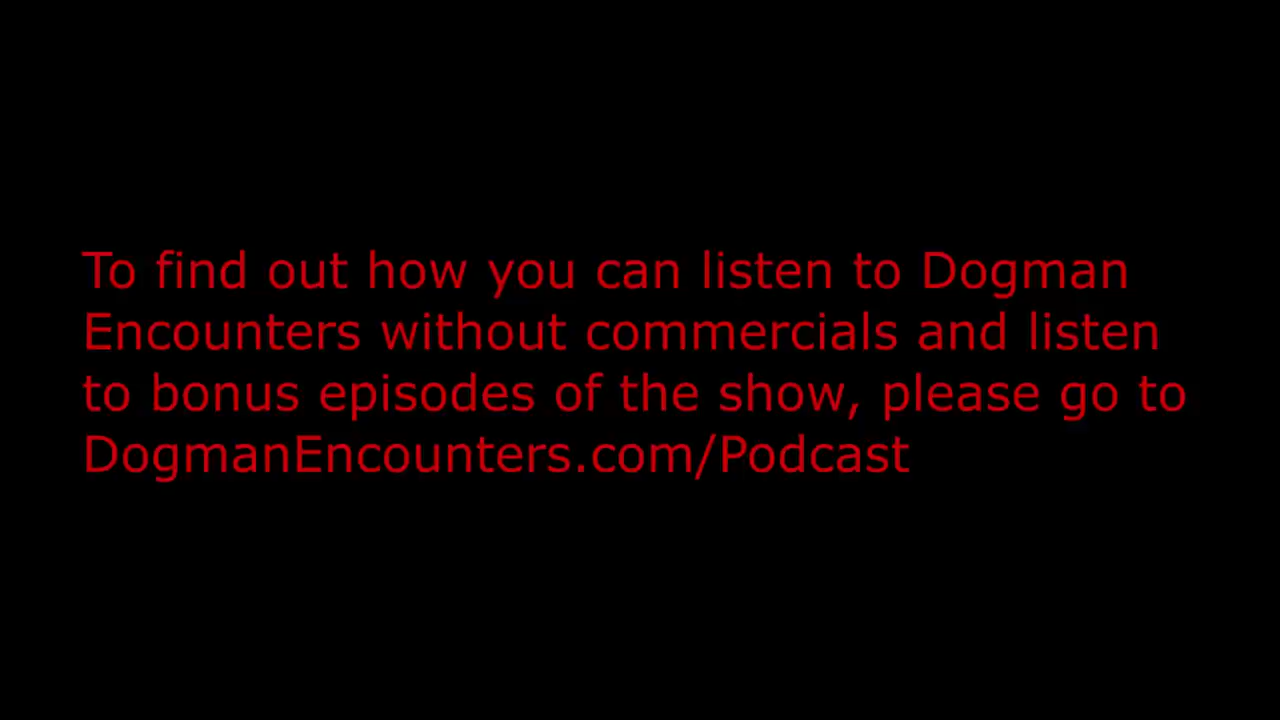 To find out how you can listen to Dogman
Encounters without commercials and listen
to bonus episodes of the show, please go to
DogmanEncounters.com/Podcast